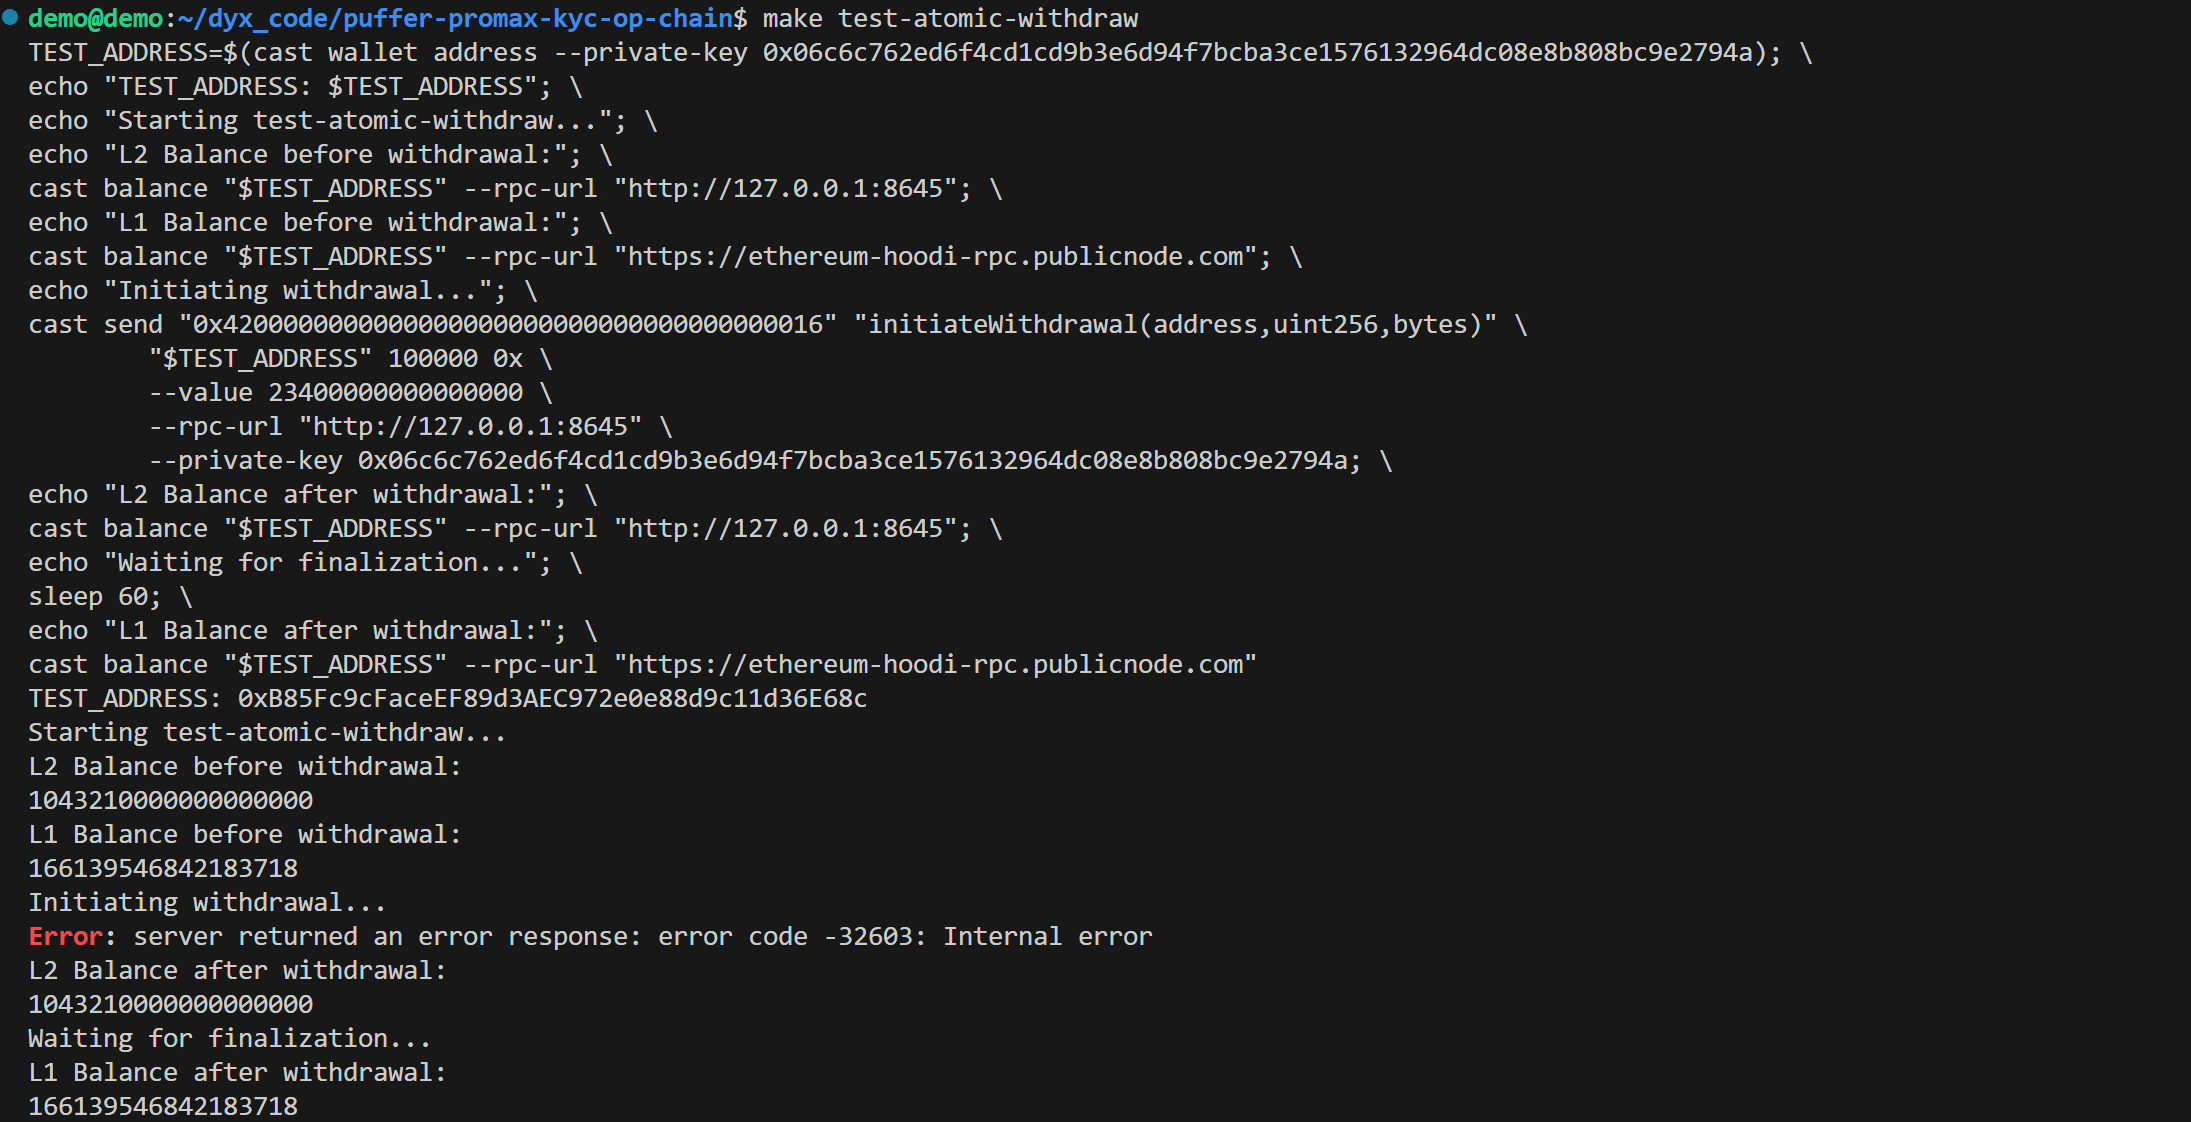 demo@demo:~/dyx_code/puffer-promax-kyc-op-chain$ make test-atomic-withdraw
TEST_ADDRESS=$(cast wallet address --private-key 0x06c6c762ed6f4cd1cd9b3e6d94f7bcba3ce1576132964dc08e8b808bc9e2794a); \
echo "TEST_ADDRESS: $TEST_ADDRESS"; \
echo "Starting test-atomic-withdraw..."; \
echo "L2 Balance before withdrawal:"; \
cast balance "$TEST_ADDRESS" --rpc-url "http://127.0.0.1:8645"; \
echo "L1 Balance before withdrawal:"; \
cast balance "$TEST_ADDRESS" --rpc-url "https://ethereum-hoodi-rpc.publicnode.com"; \
echo "Initiating withdrawal..."; \
cast send "0x4200000000000000000000000000000000000016" "initiateWithdrawal(address,uint256,bytes)" \
        "$TEST_ADDRESS" 100000 0x \
        --value 23400000000000000 \
        --rpc-url "http://127.0.0.1:8645" \
        --private-key 0x06c6c762ed6f4cd1cd9b3e6d94f7bcba3ce1576132964dc08e8b808bc9e2794a; \
echo "L2 Balance after withdrawal:"; \
cast balance "$TEST_ADDRESS" --rpc-url "http://127.0.0.1:8645"; \
echo "Waiting for finalization..."; \
sleep 60; \
echo "L1 Balance after withdrawal:"; \
cast balance "$TEST_ADDRESS" --rpc-url "https://ethereum-hoodi-rpc.publicnode.com"
TEST_ADDRESS: 0xB85Fc9cFaceEF89d3AEC972e0e88d9c11d36E68c
Starting test-atomic-withdraw...
L2 Balance before withdrawal:
1043210000000000000
L1 Balance before withdrawal:
166139546842183718
Initiating withdrawal...
Error: server returned an error response: error code -32603: Internal error
L2 Balance after withdrawal:
1043210000000000000
Waiting for finalization...
L1 Balance after withdrawal:
166139546842183718